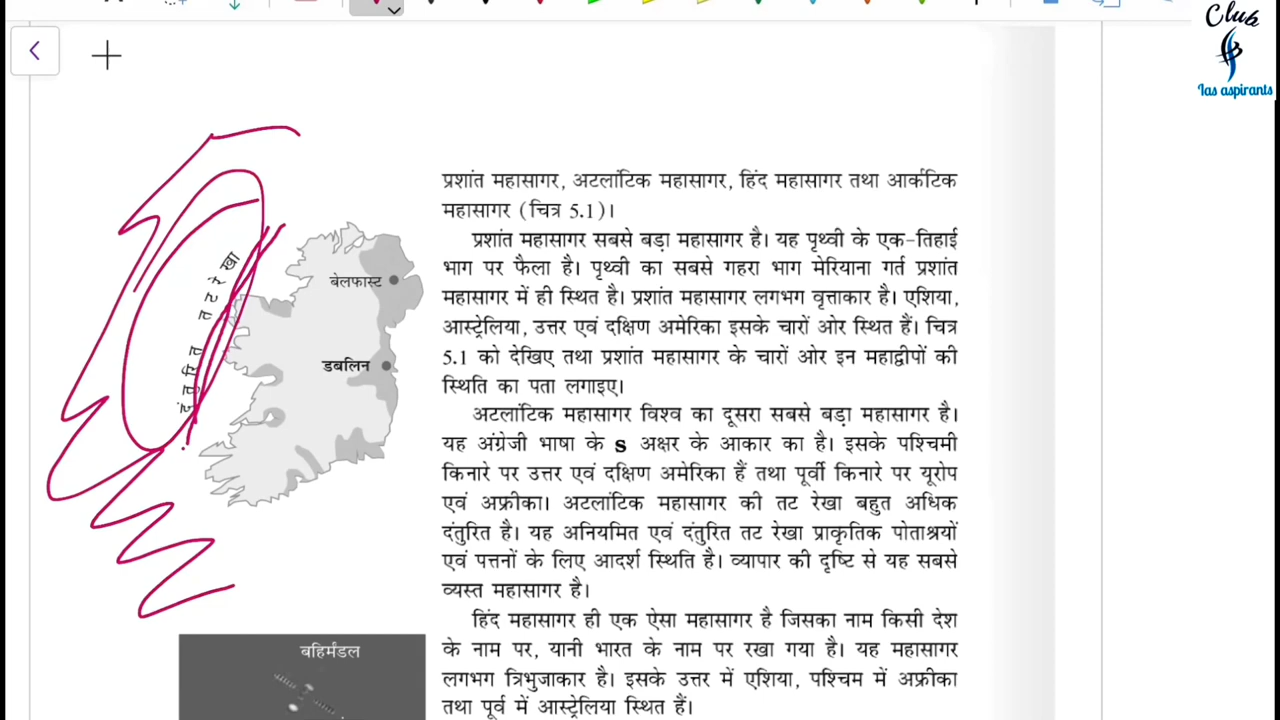 Club
Ias aspirants
प्रशांत महासागर, अटलांटिक महासागर, हिंद महासागर तथा आर्कटिक
महासागर (चित्र 5.1)।
प्रशांत महासागर सबसे बड़ा महासागर है। यह पृथ्वी के एक-तिहाई
भाग पर फैला है। पृथ्वी का सबसे गहरा भाग मेरियाना गर्त प्रशांत
महासागर में ही स्थित है। प्रशांत महासागर लगभग वृत्ताकार है। एशिया,
आस्ट्रेलिया, उत्तर एवं दक्षिण अमेरिका इसके चारों ओर स्थित हैं। चित्र
5.1 को देखिए तथा प्रशांत महासागर के चारों ओर इन महाद्वीपों की
स्थिति का पता लगाइए।
अटलांटिक महासागर विश्व का दूसरा सबसे बड़ा महासागर है।
यह अंग्रेजी भाषा के S अक्षर के आकार का है। इसके पश्चिमी
किनारे पर उत्तर एवं दक्षिण अमेरिका हैं तथा पूर्वी किनारे पर यूरोप
एवं अफ्रीका। अटलांटिक महासागर की तट रेखा बहुत अधिक
दंतुरित है। यह अनियमित एवं दंतुरित तट रेखा प्राकृतिक पोताश्रयों
एवं पत्तनों के लिए आदर्श स्थिति है। व्यापार की दृष्टि से यह सबसे
व्यस्त महासागर है।
हिंद महासागर ही एक ऐसा महासागर है जिसका नाम किसी देश
के नाम पर, यानी भारत के नाम पर रखा गया है। यह महासागर
लगभग त्रिभुजाकार है। इसके उत्तर में एशिया, पश्चिम में अफ्रीका
तथा पूर्व में आस्ट्रेलिया स्थित हैं।
दंतुरित तट रेखा
बेलफास्ट
डबलिन
बहिर्मंडल